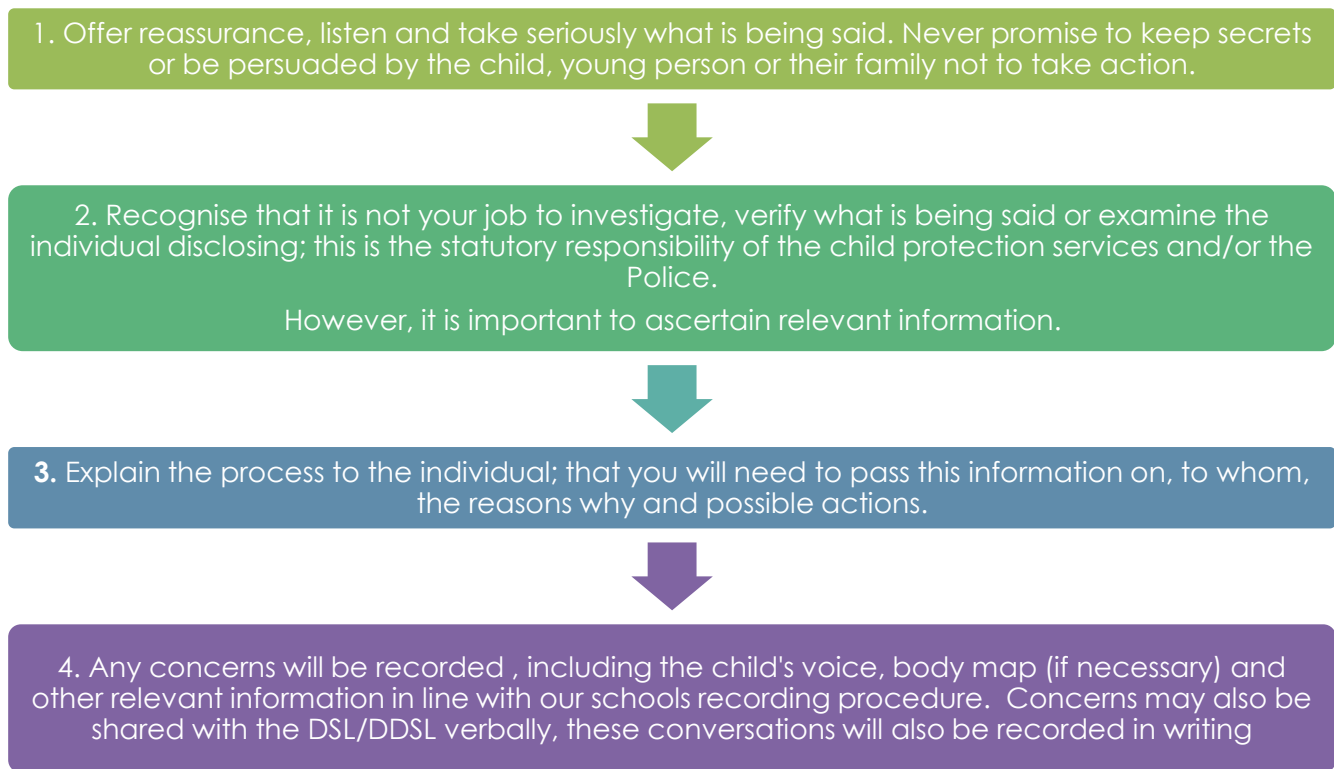 1. Offer reassurance, listen and take seriously what is being said. Never promise to keep secrets
or be persuaded by the child, young person or their family not to take action.
2. Recognise that it is not your job to investigate, verify what is being said or examine the
individual disclosing; this is the statutory responsibility of the child protection services and/or the
Police.
However, it is important to ascertain relevant information.
3. Explain the process to the individual; that you will need to pass this information on, to whom,
the reasons why and possible actions.
4. Any concerns will be recorded , including the child's voice, body map (if necessary) and
other relevant information in line with our schools recording procedure.  Concerns may also be
shared with the DSL/DDSL verbally, these conversations will also be recorded in writing